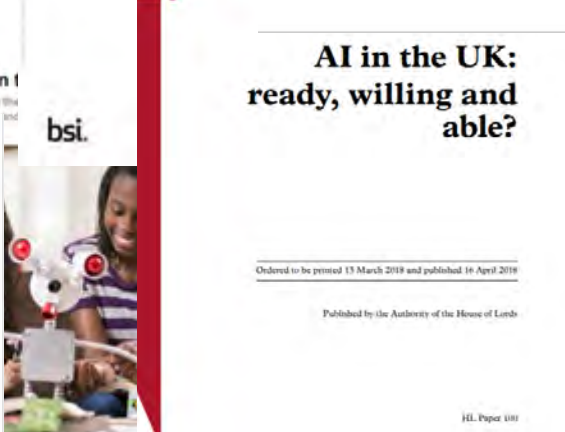 bsi.
AI in the UK:
ready, willing and
able?
Ordered to be printed 13 March 2018 and published 16 April 2018
Published by the Authority of the House of Lords
HL Paper 100